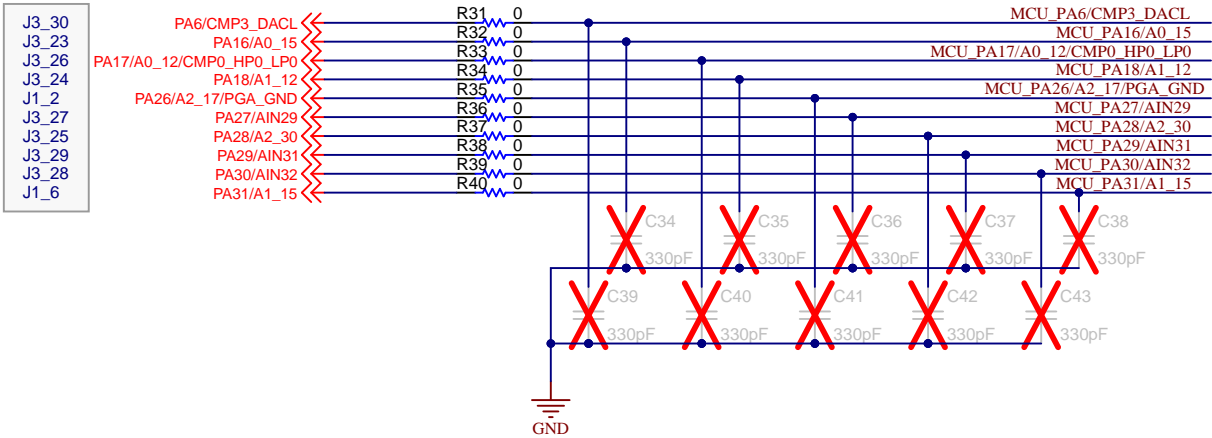 J3_30 PA6/CMP3_DACL R31 0 MCU_PA6/CMP3_DACL
J3_23 PA16/A0_15 R32 0 MCU_PA16/A0_15
J3_26 PA17/A0_12/CMP0_HP0_LP0 R33 0 MCU_PA17/A0_12/CMP0_HP0_LP0
J3_24 PA18/A1_12 R34 0 MCU_PA18/A1_12
J1_2 PA26/A2_17/PGA_GND R35 0 MCU_PA26/A2_17/PGA_GND
J3_27 PA27/AIN29 R36 0 MCU_PA27/AIN29
J3_25 PA28/A2_30 R37 0 MCU_PA28/A2_30
J3_29 PA29/AIN31 R38 0 MCU_PA29/AIN31
J3_28 PA30/AIN32 R39 0 MCU_PA30/AIN32
J1_6 PA31/A1_15 R40 0 MCU_PA31/A1_15
C34 C35 C36 C37 C38
330pF 330pF 330pF 330pF 330pF
C39 C40 C41 C42 C43
330pF 330pF 330pF 330pF 330pF
GND